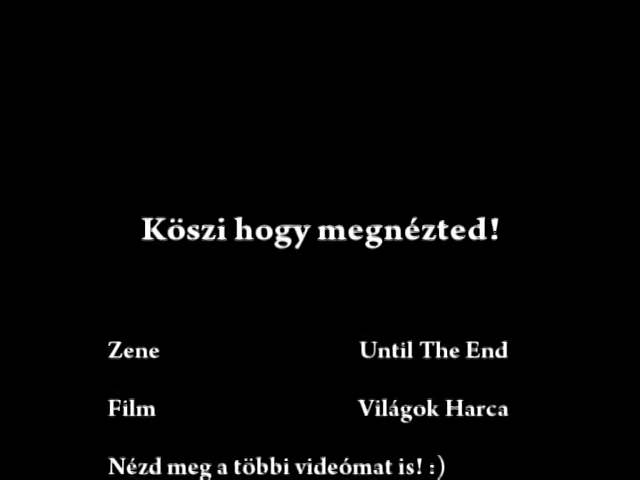 Köszi hogy megnézted!
Zene Until The End
Film Világok Harca
Nézd meg a többi videómat is! :)